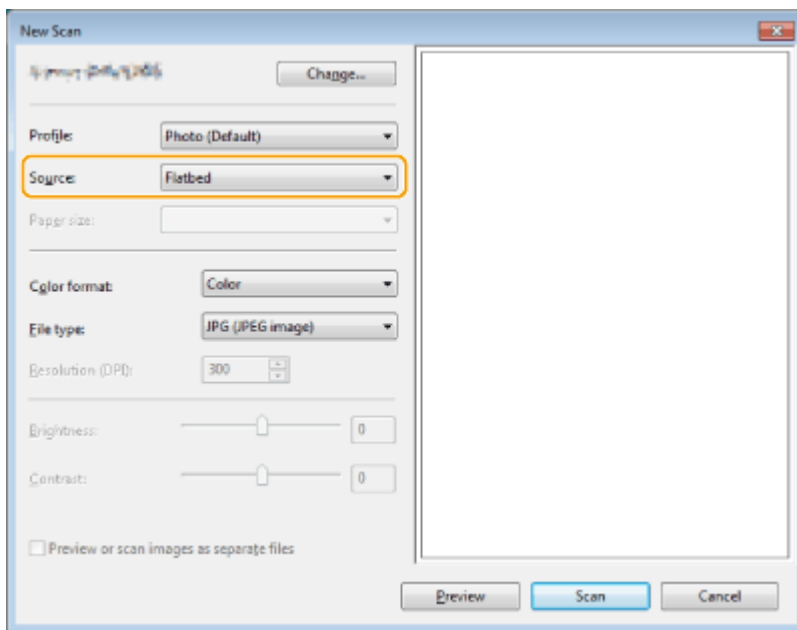 New Scan
Change...
Profile: Photo (Default)
Source: Flatbed
Paper size:
Color format: Color
File type: JPG (JPEG image)
Resolution (DPI): 300
Brightness: 0
Contrast: 0
Preview or scan images as separate files
Preview Scan Cancel